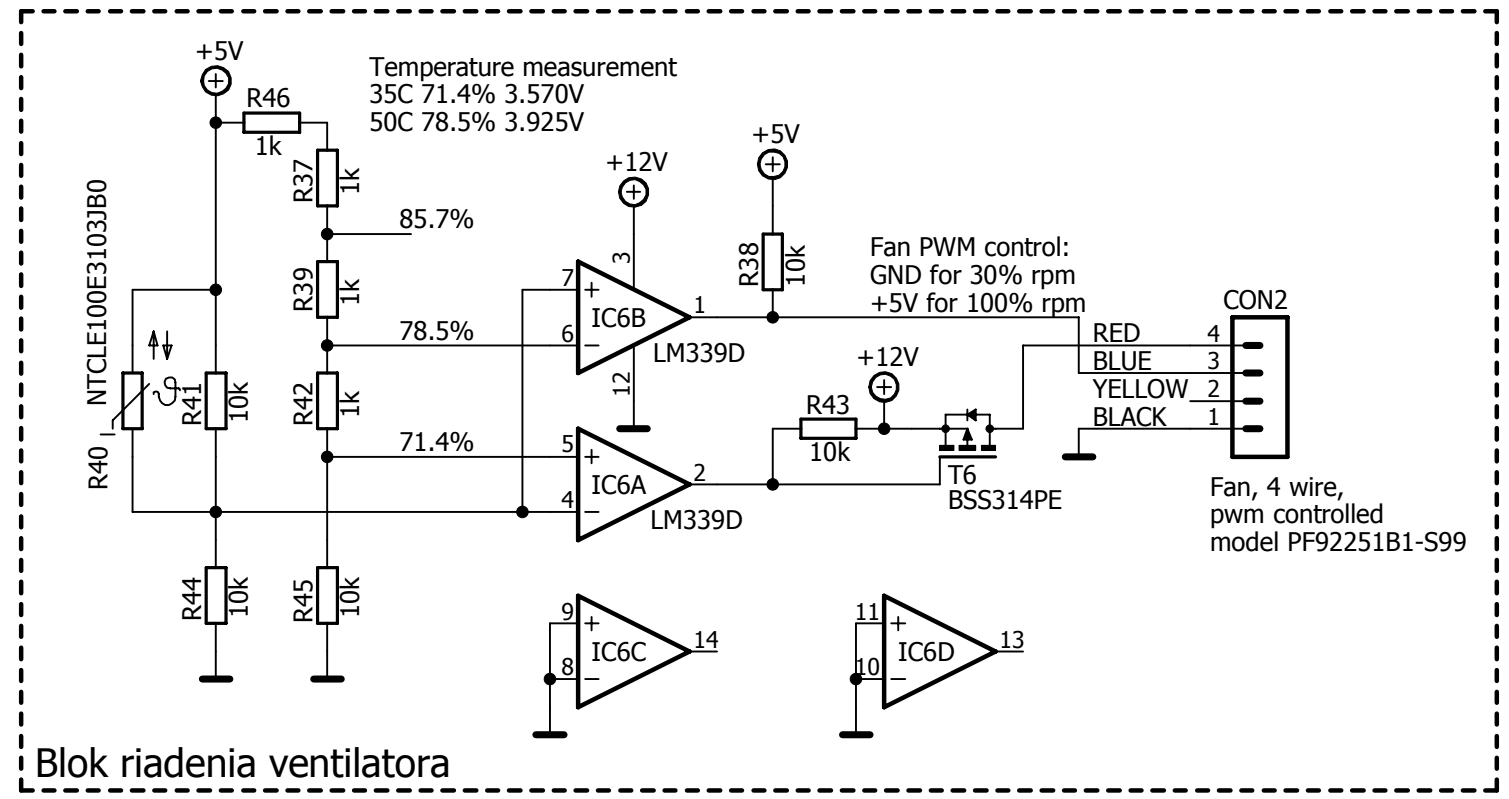 +5V
Temperature measurement
35C 71.4% 3.570V
50C 78.5% 3.925V
R46
1k
R37
1k
85.7%
+12V
+5V
3
R38
10k
Fan PWM control:
GND for 30% rpm
+5V for 100% rpm
NTCLE100E3103JB0
R40
R41
10k
R39
1k
78.5%
7
+
6
−
IC6B
1
LM339D
12
R42
1k
71.4%
5
+
4
−
IC6A
2
LM339D
+12V
R43
10k
T6
BSS314PE
CON2
RED
4
BLUE
3
YELLOW
2
BLACK
1
Fan, 4 wire,
pwm controlled
model PF92251B1-S99
R44
10k
R45
10k
9
+
8
−
IC6C
14
11
+
10
−
IC6D
13
Blok riadenia ventilatora